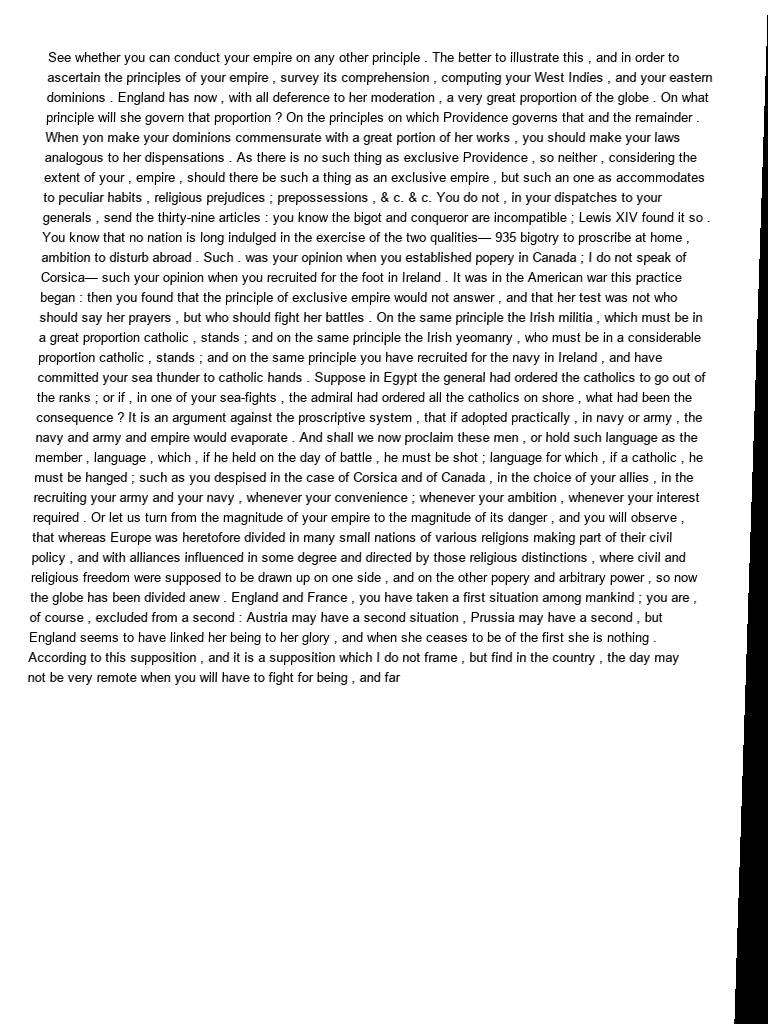 See whether you can conduct your empire on any other principle . The better to illustrate this , and in order to
ascertain the principles of your empire , survey its comprehension , computing your West Indies , and your eastern
dominions . England has now , with all deference to her moderation , a very great proportion of the globe . On what
principle will she govern that proportion ? On the principles on which Providence governs that and the remainder .
When yon make your dominions commensurate with a great portion of her works , you should make your laws
analogous to her dispensations . As there is no such thing as exclusive Providence , so neither , considering the
extent of your , empire , should there be such a thing as an exclusive empire , but such an one as accommodates
to peculiar habits , religious prejudices ; prepossessions , & c. & c. You do not , in your dispatches to your
generals , send the thirty-nine articles : you know the bigot and conqueror are incompatible ; Lewis XIV found it so .
You know that no nation is long indulged in the exercise of the two qualities— 935 bigotry to proscribe at home ,
ambition to disturb abroad . Such . was your opinion when you established popery in Canada ; I do not speak of
Corsica— such your opinion when you recruited for the foot in Ireland . It was in the American war this practice
began : then you found that the principle of exclusive empire would not answer , and that her test was not who
should say her prayers , but who should fight her battles . On the same principle the Irish militia , which must be in
a great proportion catholic , stands ; and on the same principle the Irish yeomanry , who must be in a considerable
proportion catholic , stands ; and on the same principle you have recruited for the navy in Ireland , and have
committed your sea thunder to catholic hands . Suppose in Egypt the general had ordered the catholics to go out of
the ranks ; or if , in one of your sea-fights , the admiral had ordered all the catholics on shore , what had been the
consequence ? It is an argument against the proscriptive system , that if adopted practically , in navy or army , the
navy and army and empire would evaporate . And shall we now proclaim these men , or hold such language as the
member , language , which , if he held on the day of battle , he must be shot ; language for which , if a catholic , he
must be hanged ; such as you despised in the case of Corsica and of Canada , in the choice of your allies , in the
recruiting your army and your navy , whenever your convenience ; whenever your ambition , whenever your interest
required . Or let us turn from the magnitude of your empire to the magnitude of its danger , and you will observe ,
that whereas Europe was heretofore divided in many small nations of various religions making part of their civil
policy , and with alliances influenced in some degree and directed by those religious distinctions , where civil and
religious freedom were supposed to be drawn up on one side , and on the other popery and arbitrary power , so now
the globe has been divided anew . England and France , you have taken a first situation among mankind ; you are ,
of course , excluded from a second : Austria may have a second situation , Prussia may have a second , but
England seems to have linked her being to her glory , and when she ceases to be of the first she is nothing .
According to this supposition , and it is a supposition which I do not frame , but find in the country , the day may
not be very remote when you will have to fight for being , and far